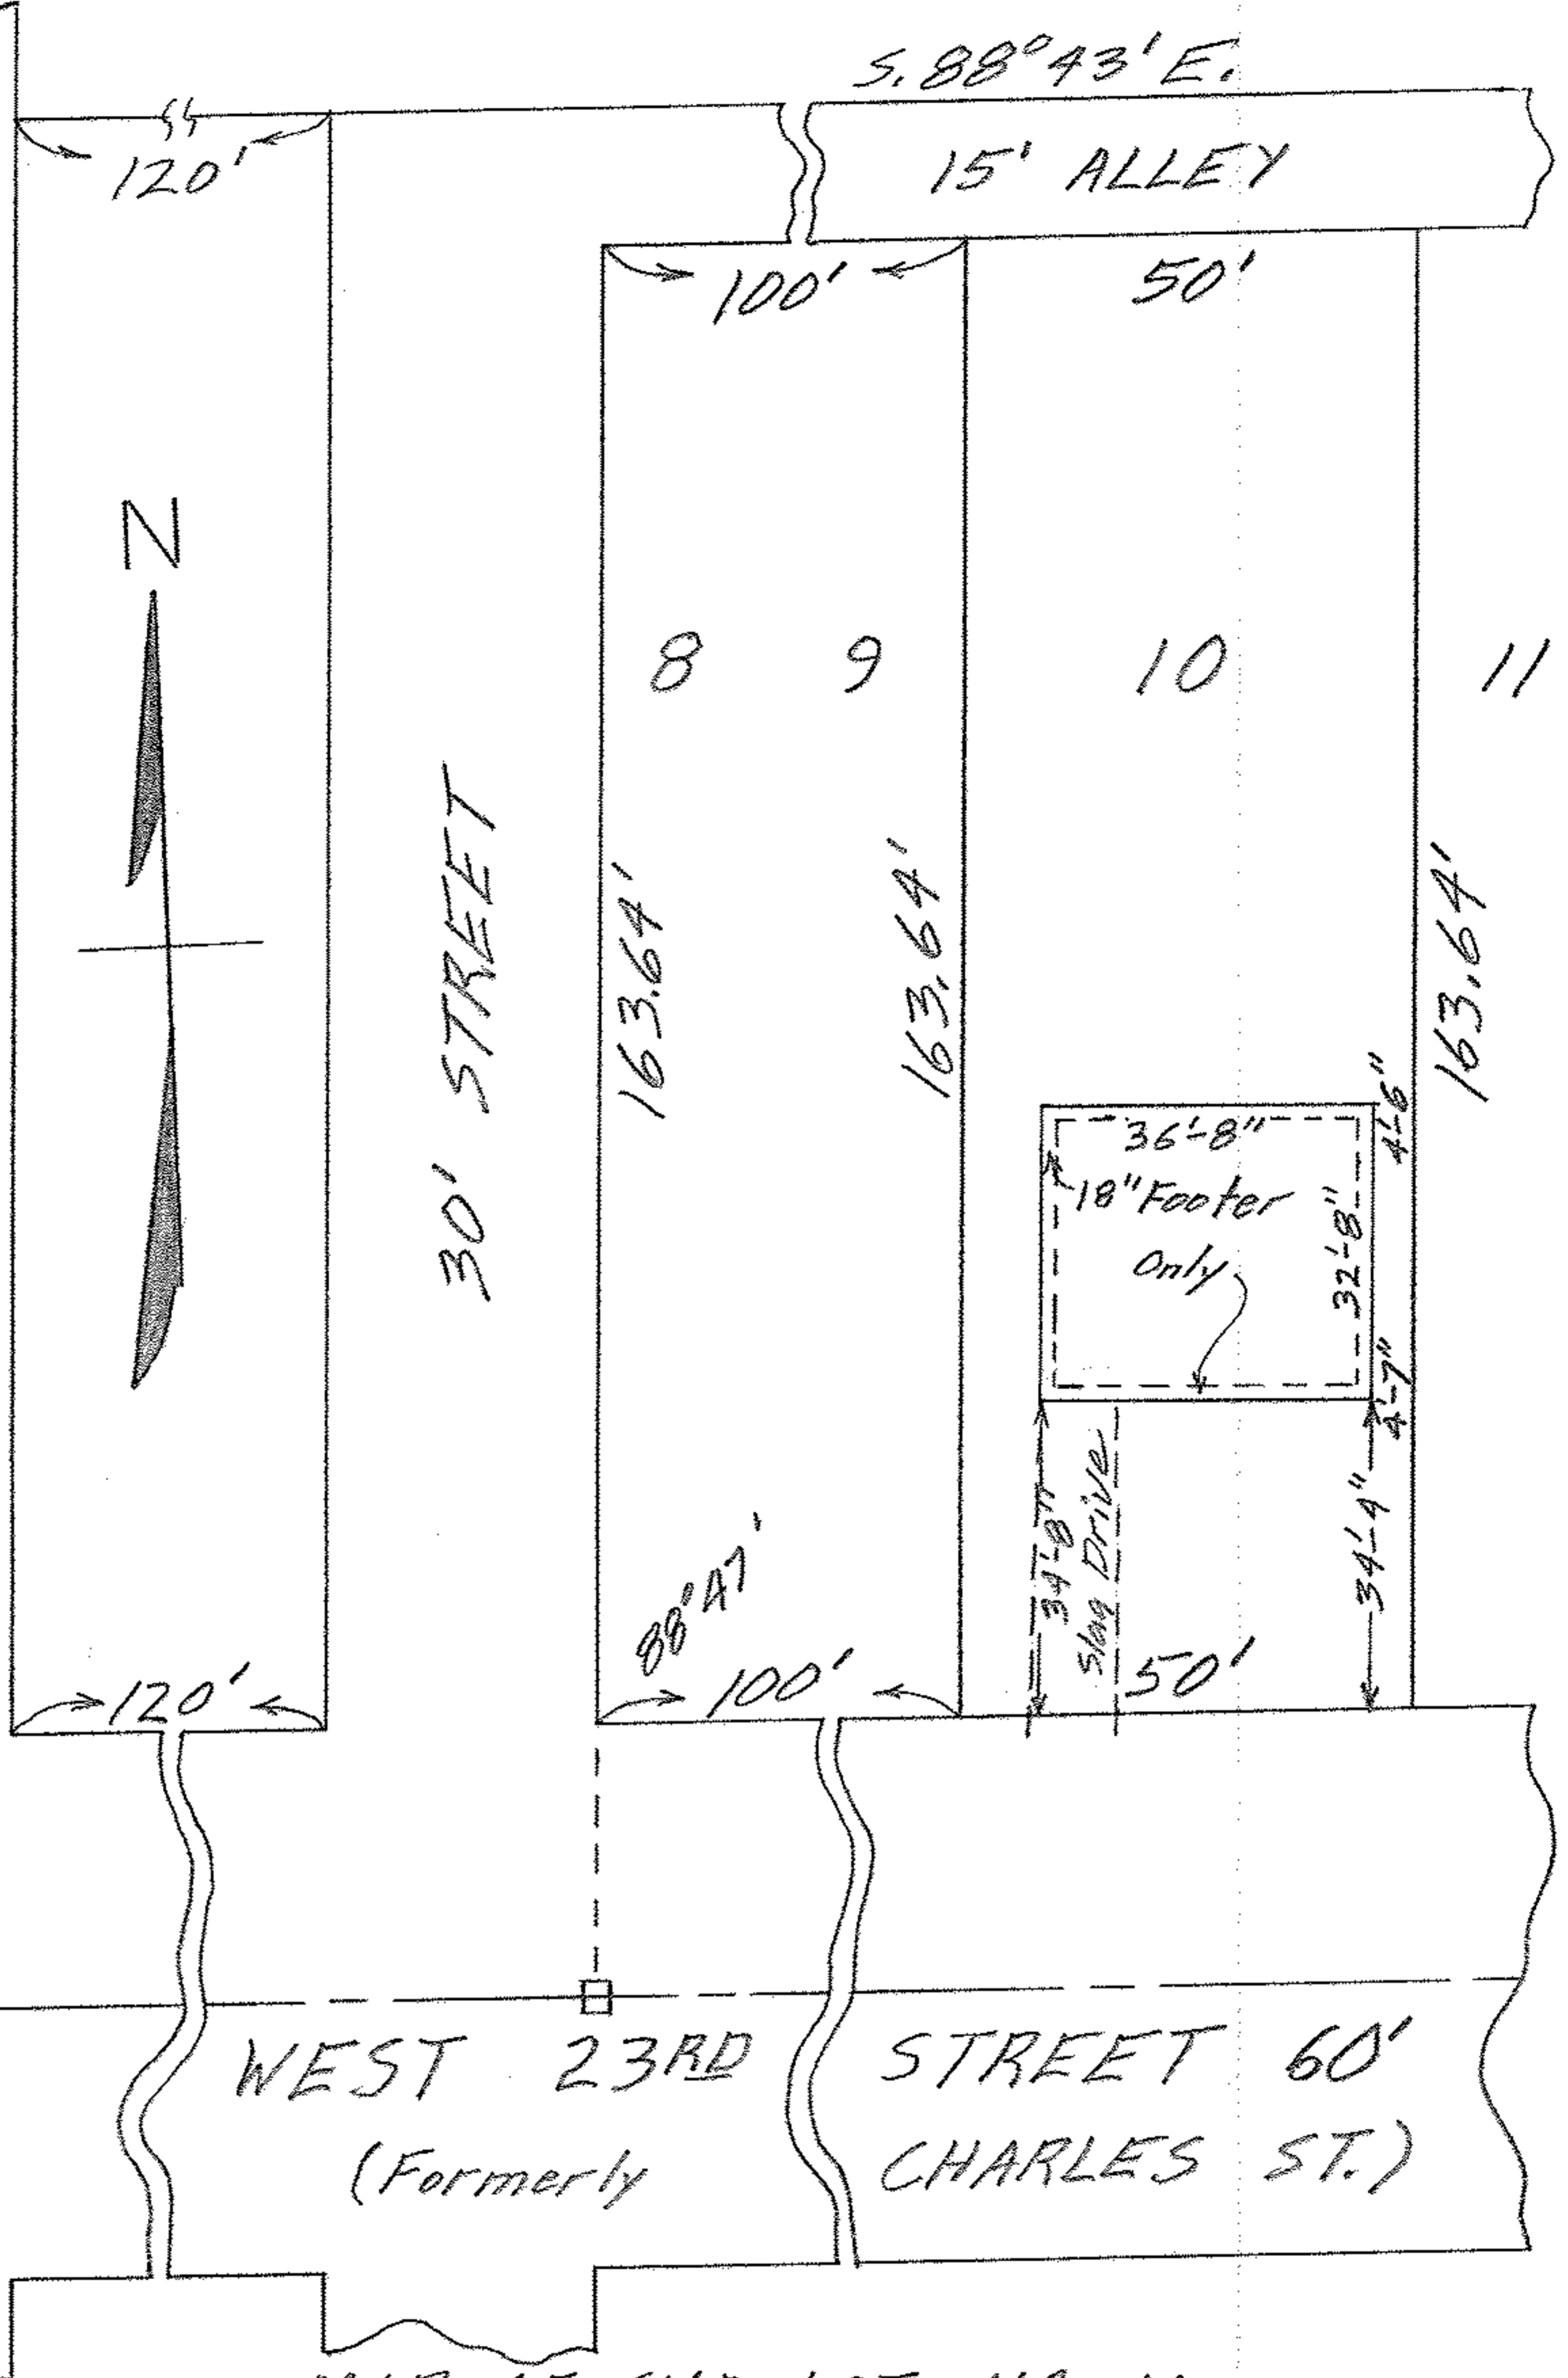 S. 88° 43' E.
120'
15' ALLEY
100'
50'
N
8 9 10 11
30' STREET
163.64'
163.64'
163.64'
36'-8"
4'-6"
18" Footer
Only
32'-8"
4'-7"
34'-8"
Slag Drive
34'-4"
88° 47'
120'
100'
50'
WEST 23RD STREET 60'
(Formerly CHARLES ST.)